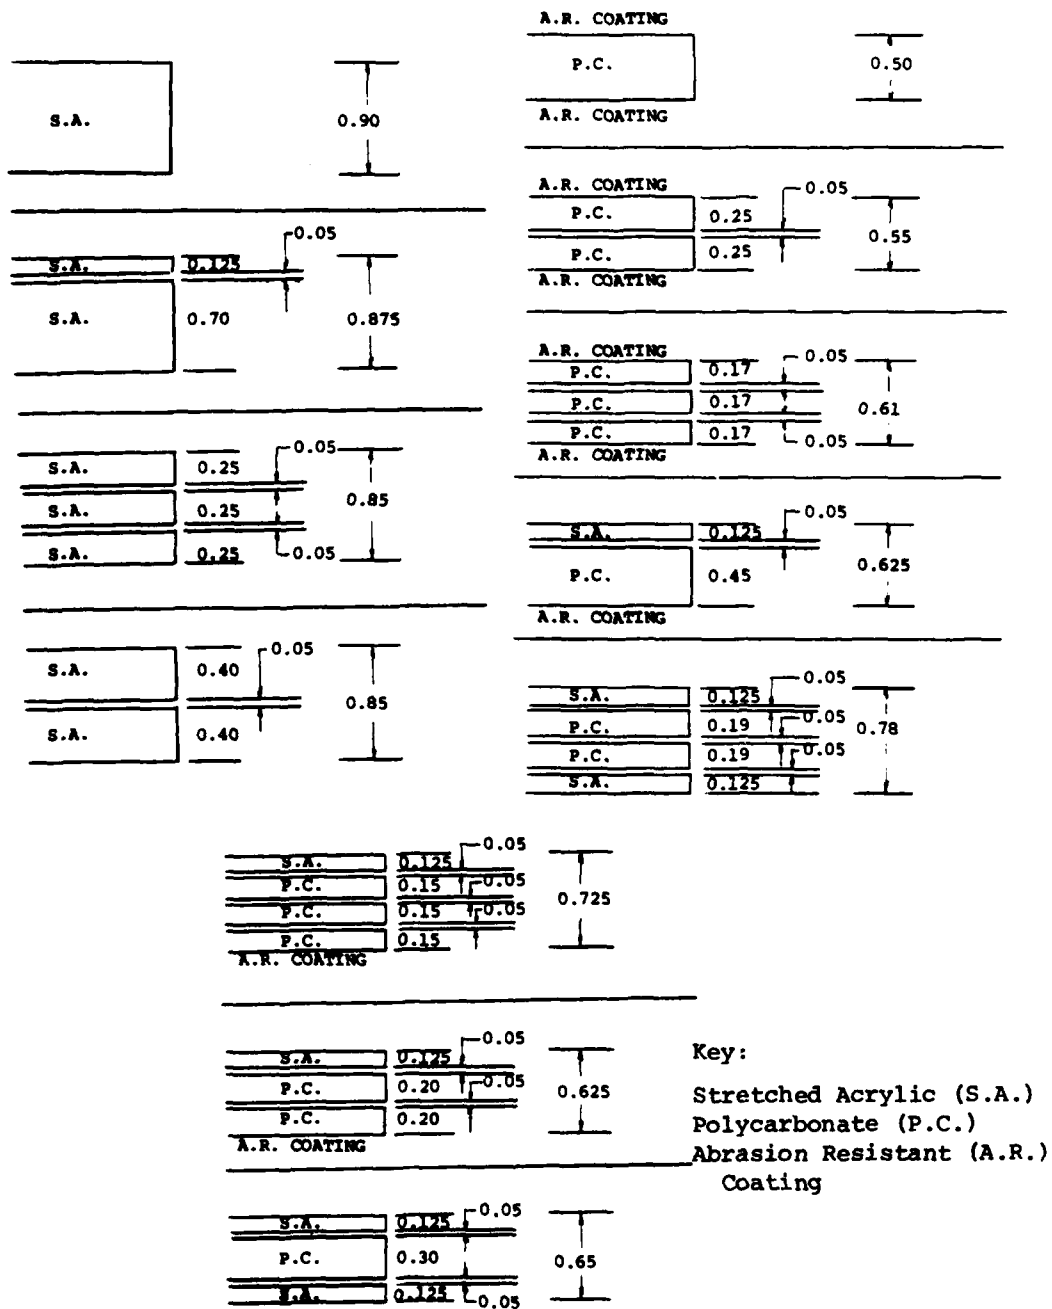 S.A.
0.90
0.05
S.A.
0.125
S.A.
0.70
0.875
0.05
S.A.
0.25
S.A.
0.25
0.85
S.A.
0.25
0.05
0.05
S.A.
0.40
0.85
S.A.
0.40
A.R. COATING
P.C.
0.50
A.R. COATING
A.R. COATING
0.05
P.C.
0.25
0.55
P.C.
0.25
A.R. COATING
A.R. COATING
0.05
P.C.
0.17
P.C.
0.17
0.61
P.C.
0.17
0.05
A.R. COATING
0.05
S.A.
0.125
P.C.
0.45
0.625
A.R. COATING
0.05
S.A.
0.125
P.C.
0.19
0.05
0.78
P.C.
0.19
0.05
S.A.
0.125
0.05
S.A.
0.125
P.C.
0.15
0.05
P.C.
0.15
0.05
0.725
P.C.
0.15
A.R. COATING
0.05
S.A.
0.125
P.C.
0.20
0.05
0.625
P.C.
0.20
A.R. COATING
0.05
S.A.
0.125
P.C.
0.30
0.65
S.A.
0.125
0.05
Key:
Stretched Acrylic (S.A.)
Polycarbonate (P.C.)
Abrasion Resistant (A.R.)
Coating